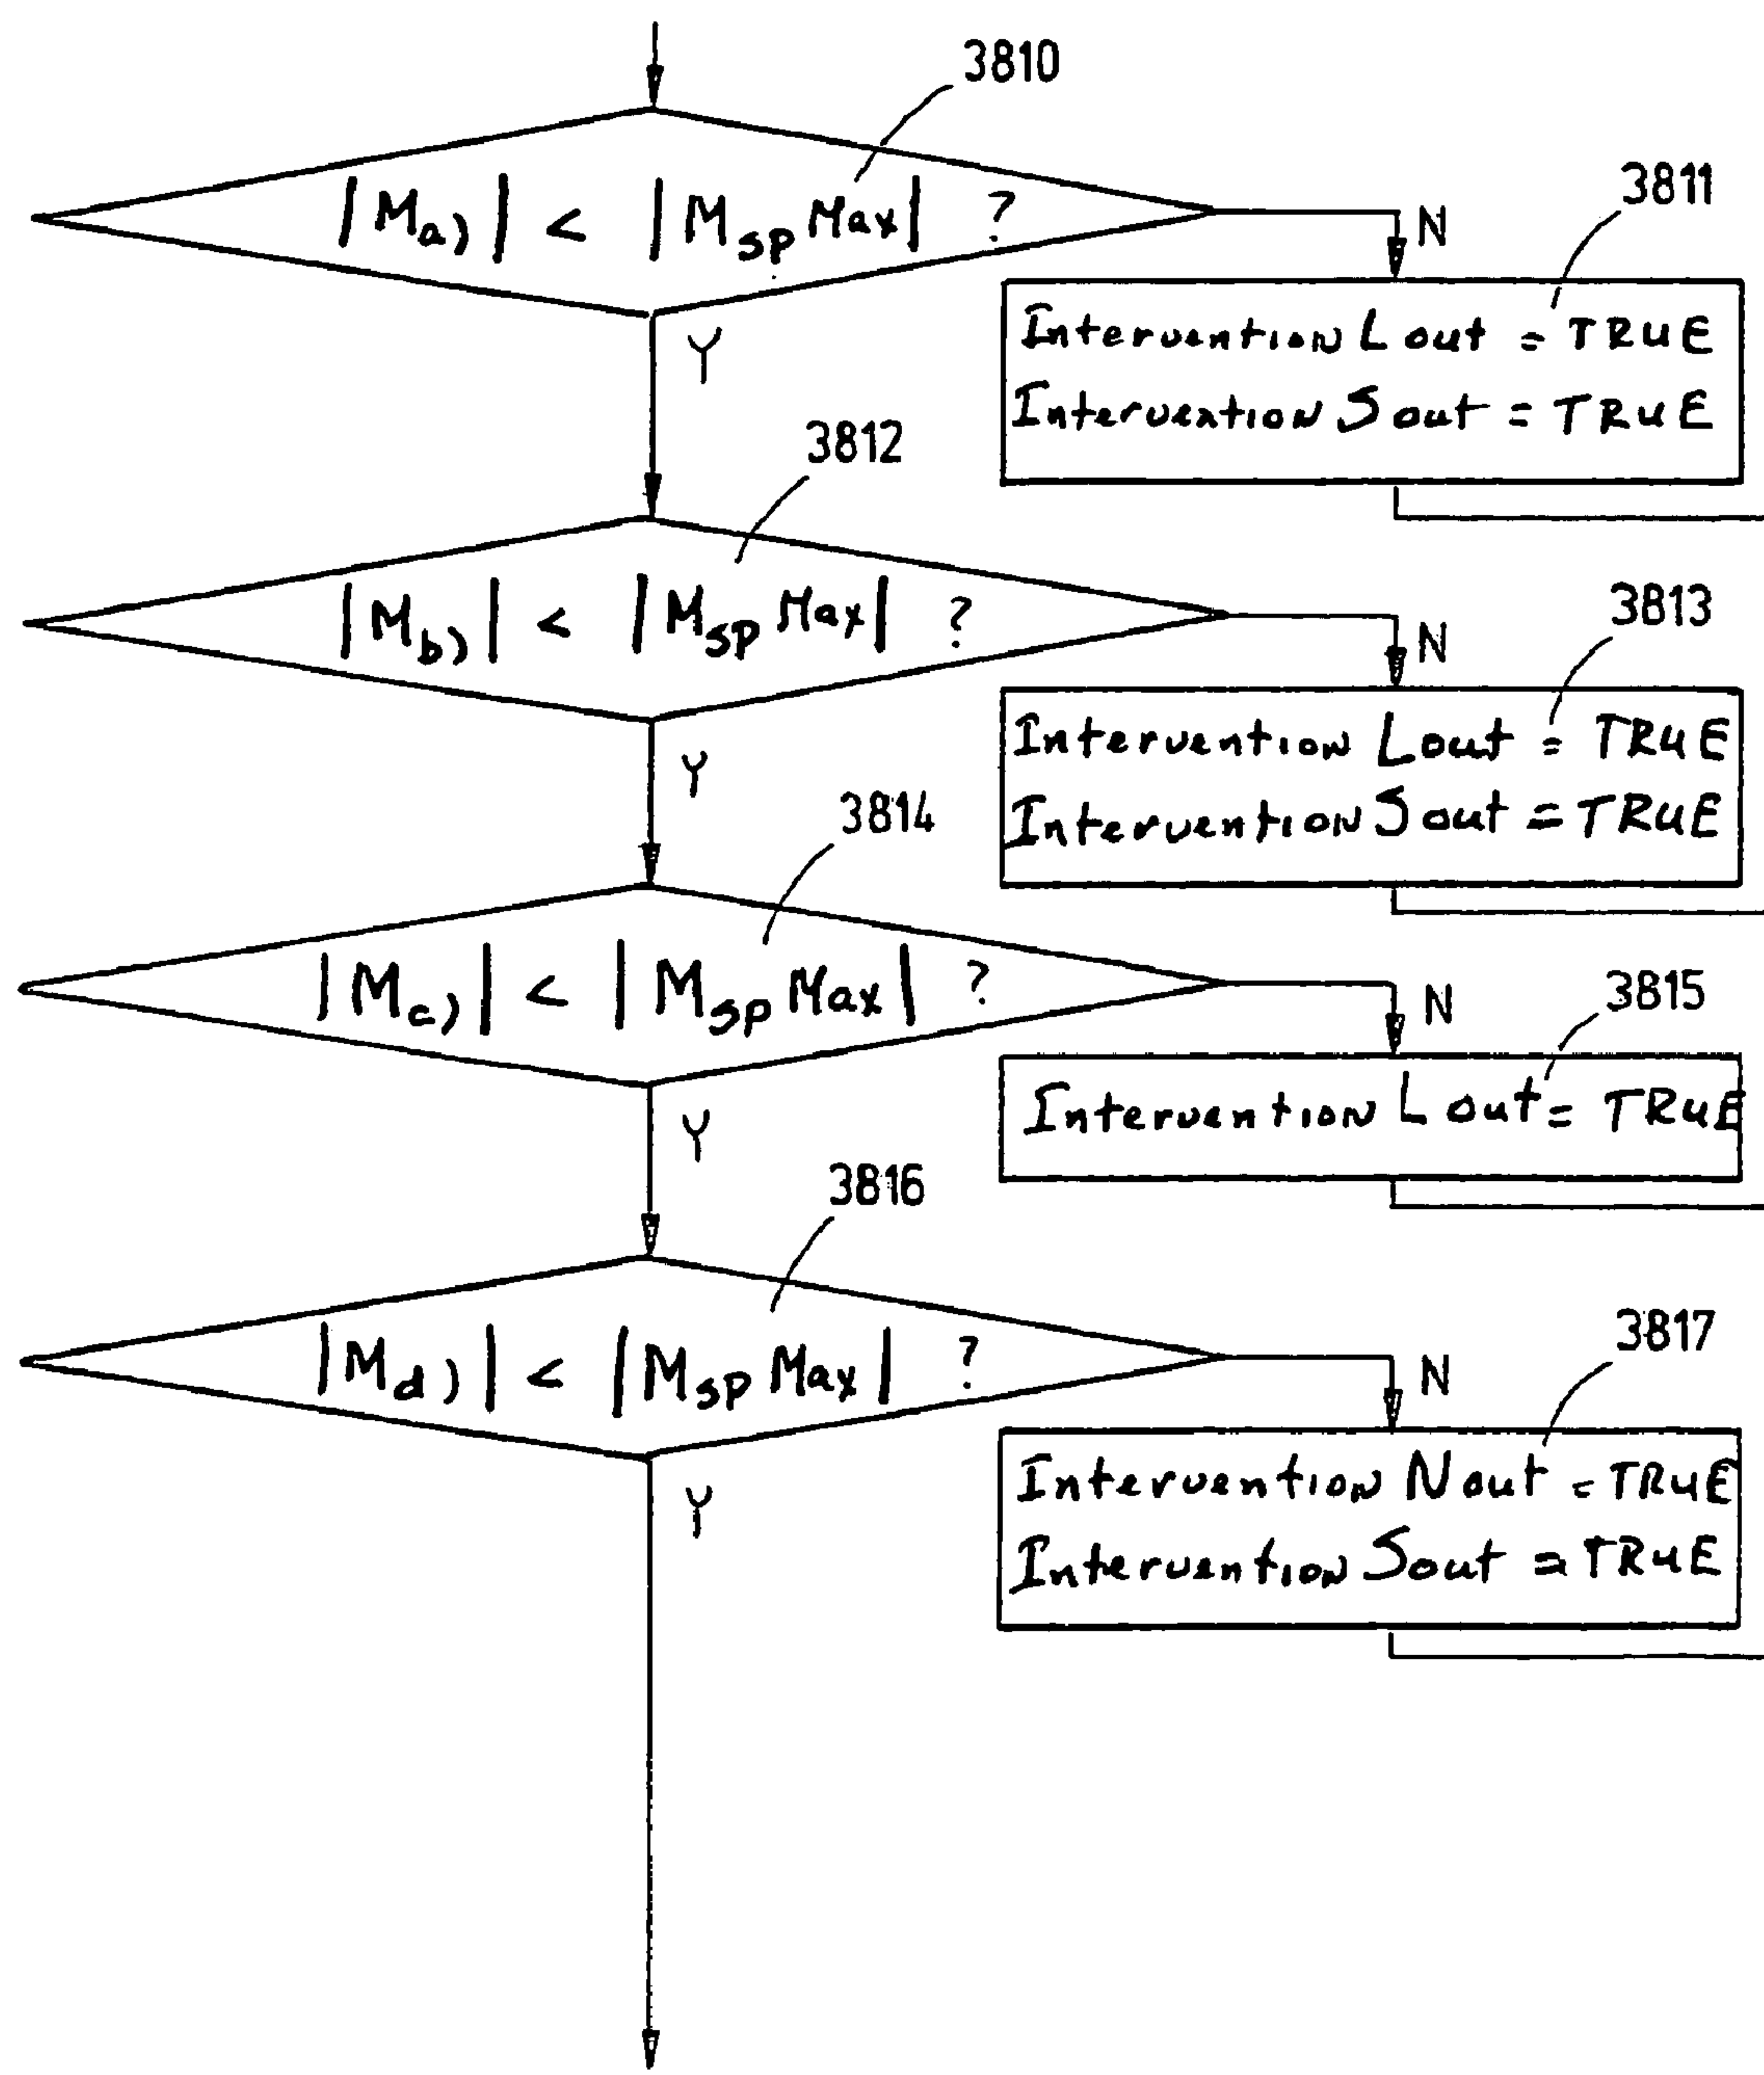 3810
|Ma)| < |Msp Max| ?
N
3811
Intervention Lout = TRUE
Intervention Sout = TRUE
Y
3812
|Mb)| < |Msp Max| ?
N
3813
Intervention Lout = TRUE
Intervention Sout = TRUE
Y
3814
|Mc)| < |Msp Max| ?
N
3815
Intervention Lout = TRUE
Y
3816
|Md)| < |Msp Max| ?
N
3817
Intervention Nout = TRUE
Intervention Sout = TRUE
Y